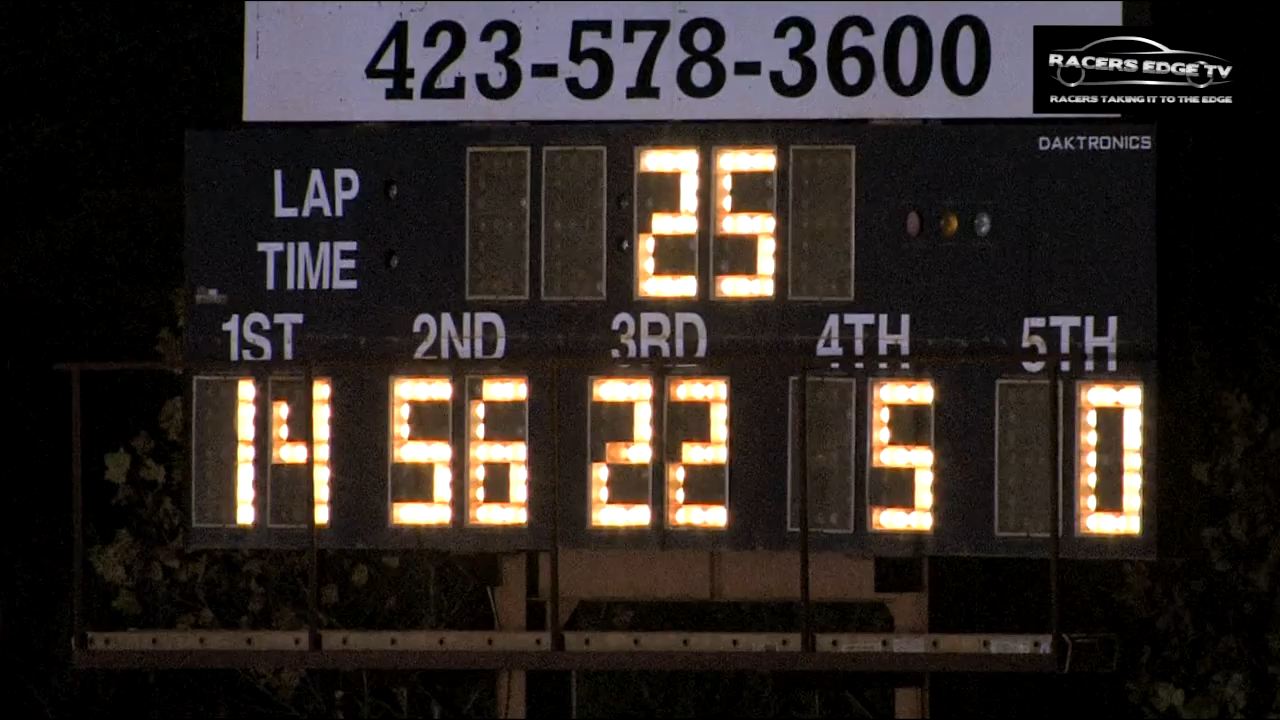 423-578-3600
RACERS EDGE TV
RACERS TAKING IT TO THE EDGE
DAKTRONICS
LAP
TIME
25
1ST 2ND 3RD 4TH 5TH
14 56 22 5 0